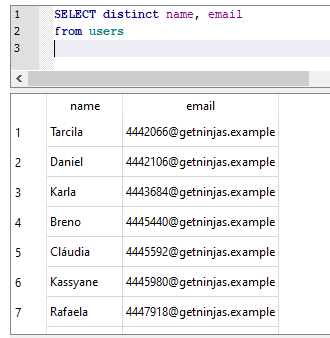 1 SELECT distinct name, email
2 from users
3
name email
1 Tarcila 4442066@getninjas.example
2 Daniel 4442106@getninjas.example
3 Karla 4443684@getninjas.example
4 Breno 4445440@getninjas.example
5 Cláudia 4445592@getninjas.example
6 Kassyane 4445980@getninjas.example
7 Rafaela 4447918@getninjas.example